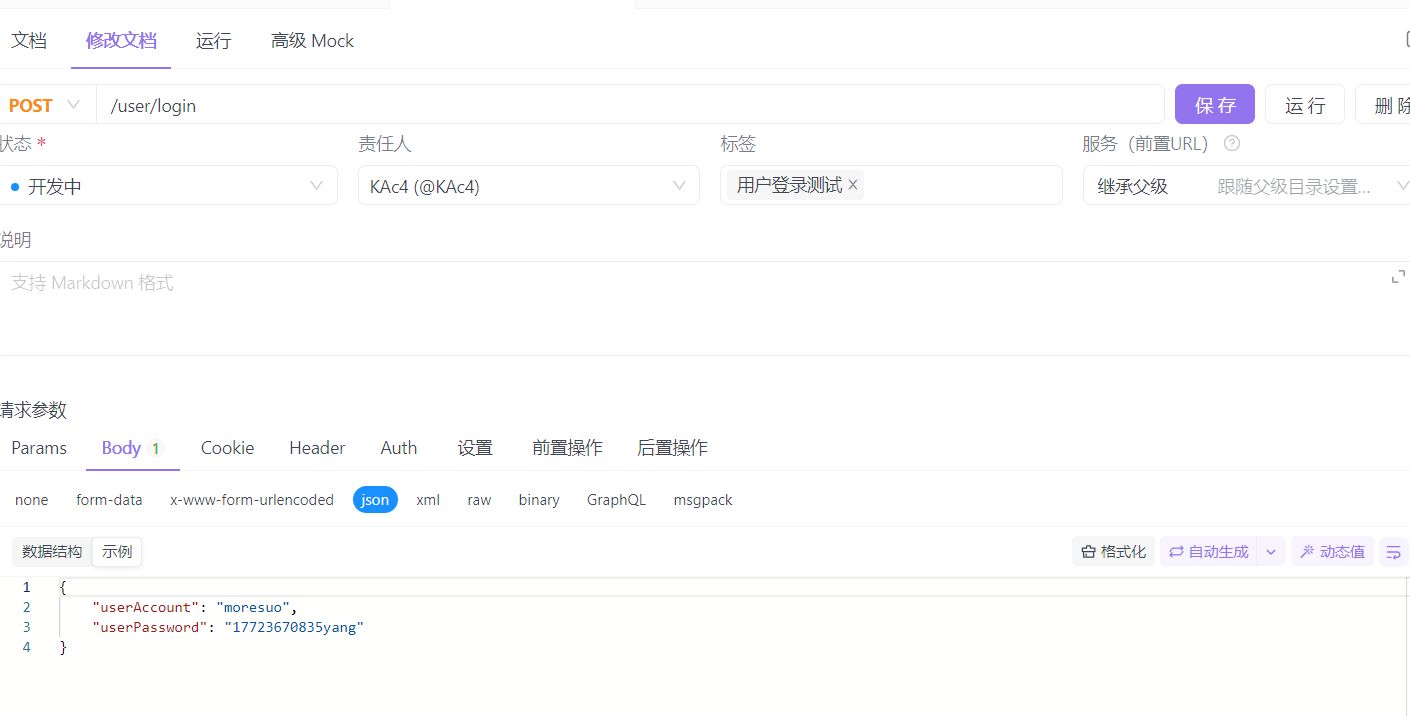 文档 修改文档 运行 高级 Mock
POST /user/login 保 存 运 行 删 除
状态 * 责任人 标签 服务（前置URL）
开发中 KAc4 (@KAc4) 用户登录测试 × 继承父级 跟随父级目录设置...
说明
支持 Markdown 格式
请求参数
Params Body 1 Cookie Header Auth 设置 前置操作 后置操作
none form-data x-www-form-urlencoded json xml raw binary GraphQL msgpack
数据结构 示例 格式化 自动生成 动态值
1 {
2 "userAccount": "moresuo",
3 "userPassword": "17723670835yang"
4 }